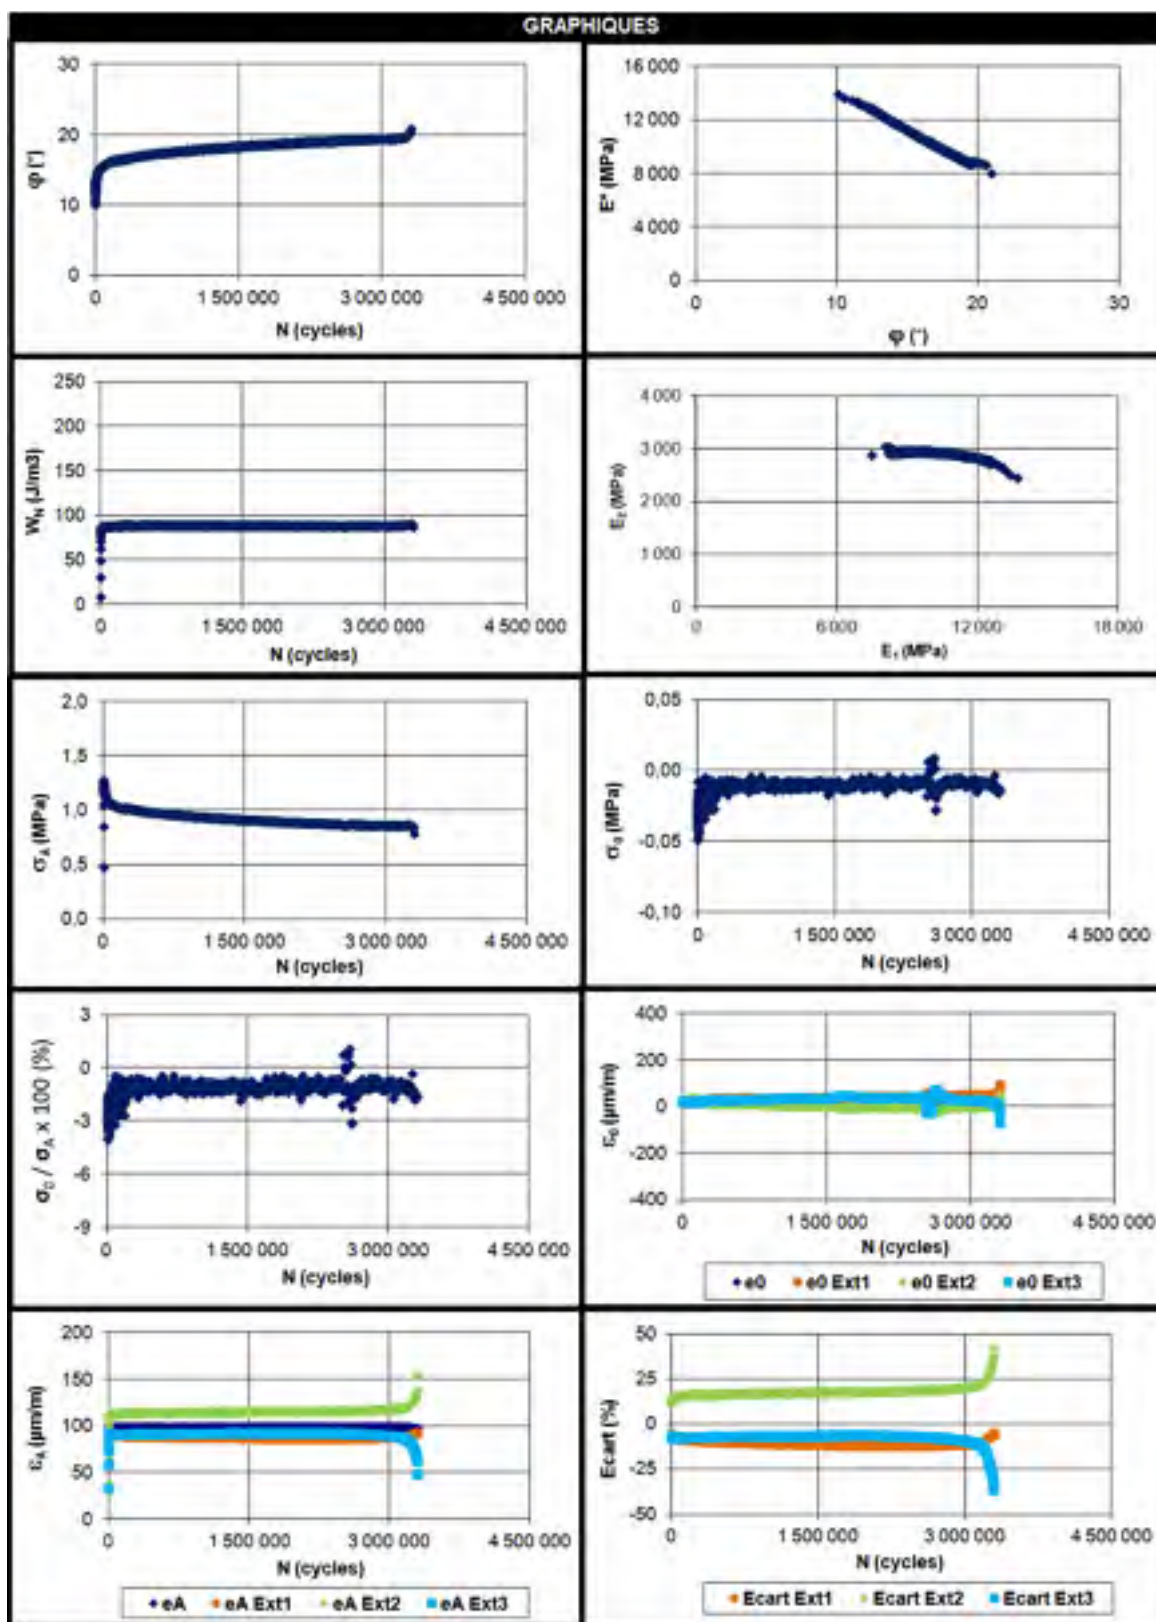 GRAPHIQUES
30
20
10
0
φ (°)
0 1 500 000 3 000 000 4 500 000
N (cycles)
16 000
12 000
8 000
4 000
0
E* (MPa)
0 10 20 30
φ (°)
250
200
150
100
50
0
W_N (J/m3)
0 1 500 000 3 000 000 4 500 000
N (cycles)
4 000
3 000
2 000
1 000
0
E₂ (MPa)
0 6 000 12 000 18 000
E₁ (MPa)
2,0
1,5
1,0
0,5
0,0
σ_A (MPa)
0 1 500 000 3 000 000 4 500 000
N (cycles)
0,05
0,00
-0,05
-0,10
σ₀ (MPa)
0 1 500 000 3 000 000 4 500 000
N (cycles)
3
0
-3
-6
-9
σ₀ / σ_A x 100 (%)
0 1 500 000 3 000 000 4 500 000
N (cycles)
400
200
0
-200
-400
ε₀ (µm/m)
0 1 500 000 3 000 000 4 500 000
N (cycles)
e0 e0 Ext1 e0 Ext2 e0 Ext3
200
150
100
50
0
ε_A (µm/m)
0 1 500 000 3 000 000 4 500 000
N (cycles)
eA eA Ext1 eA Ext2 eA Ext3
50
25
0
-25
-50
Ecart (%)
0 1 500 000 3 000 000 4 500 000
N (cycles)
Ecart Ext1 Ecart Ext2 Ecart Ext3